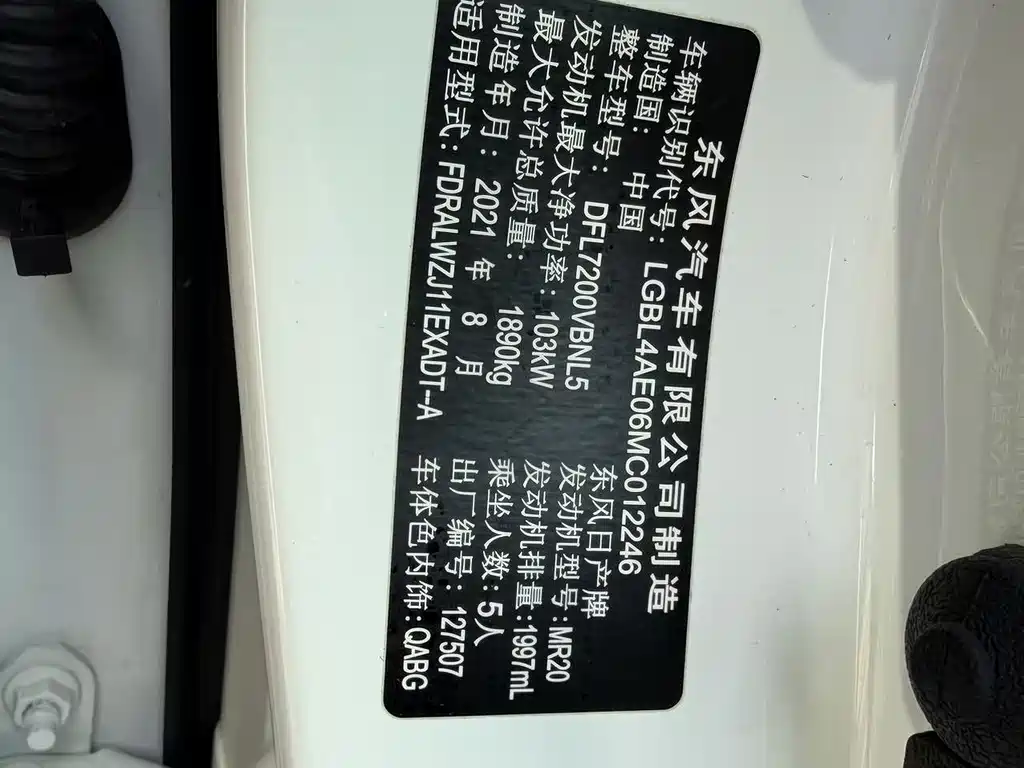 东风汽车有限公司制造
车辆识别代号：LGBL4AE06MC012246
制造国：中国 东风日产牌
整车型号：DFL7200VBNL5 发动机型号：MR20
发动机最大净功率：103kW 发动机排量：1997mL
最大允许总质量：1890kg 乘坐人数：5人
制造年月：2021年8月 出厂编号：127507
适用型式：FDRALWZJ11EXADT--A 车体色内饰：QABG